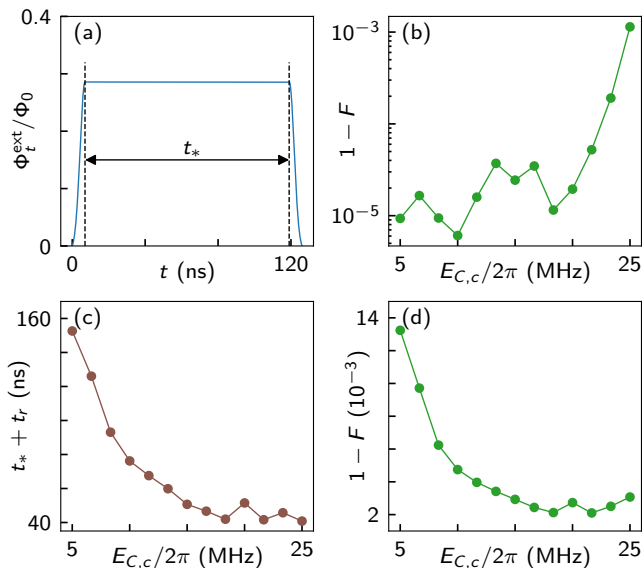 0.4
(a)
Φ_t^ext/Φ_0
t_*
0
0
120
t (ns)
(b)
10^−3
1 − F
10^−5
5
25
E_C,c/2π (MHz)
(c)
160
t_* + t_r (ns)
40
5
25
E_C,c/2π (MHz)
(d)
14
1 − F (10^−3)
2
5
25
E_C,c/2π (MHz)